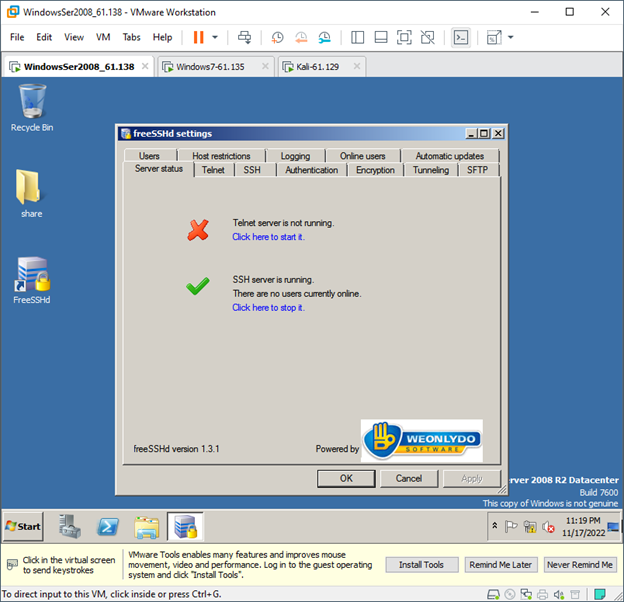 WindowsSer2008_61.138 - VMware Workstation
File Edit View VM Tabs Help
WindowsSer2008_61.138 Windows7-61.135 Kali-61.129
Recycle Bin
share
FreeSSHd
freeSSHd settings
Users Host restrictions Logging Online users Automatic updates
Server status Telnet SSH Authentication Encryption Tunneling SFTP
Telnet server is not running.
Click here to start it.
SSH server is running.
There are no users currently online.
Click here to stop it.
freeSSHd version 1.3.1
Powered by
WEONLYDO
SOFTWARE
OK Cancel Apply
rver 2008 R2 Datacenter
Build 7600
This copy of Windows is not genuine
Start
11:19 PM
11/17/2022
Click in the virtual screen
to send keystrokes
VMware Tools enables many features and improves mouse
movement, video and performance. Log in to the guest operating
system and click "Install Tools".
Install Tools Remind Me Later Never Remind Me
To direct input to this VM, click inside or press Ctrl+G.